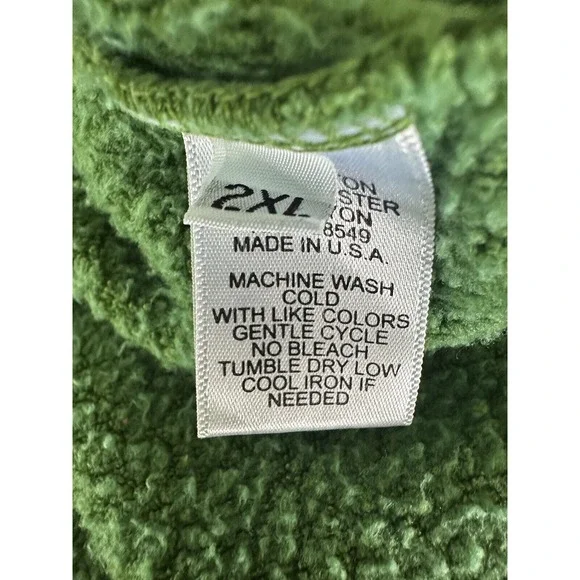 2XL
8549
MADE IN U.S.A.
MACHINE WASH
COLD
WITH LIKE COLORS
GENTLE CYCLE
NO BLEACH
TUMBLE DRY LOW
COOL IRON IF
NEEDED